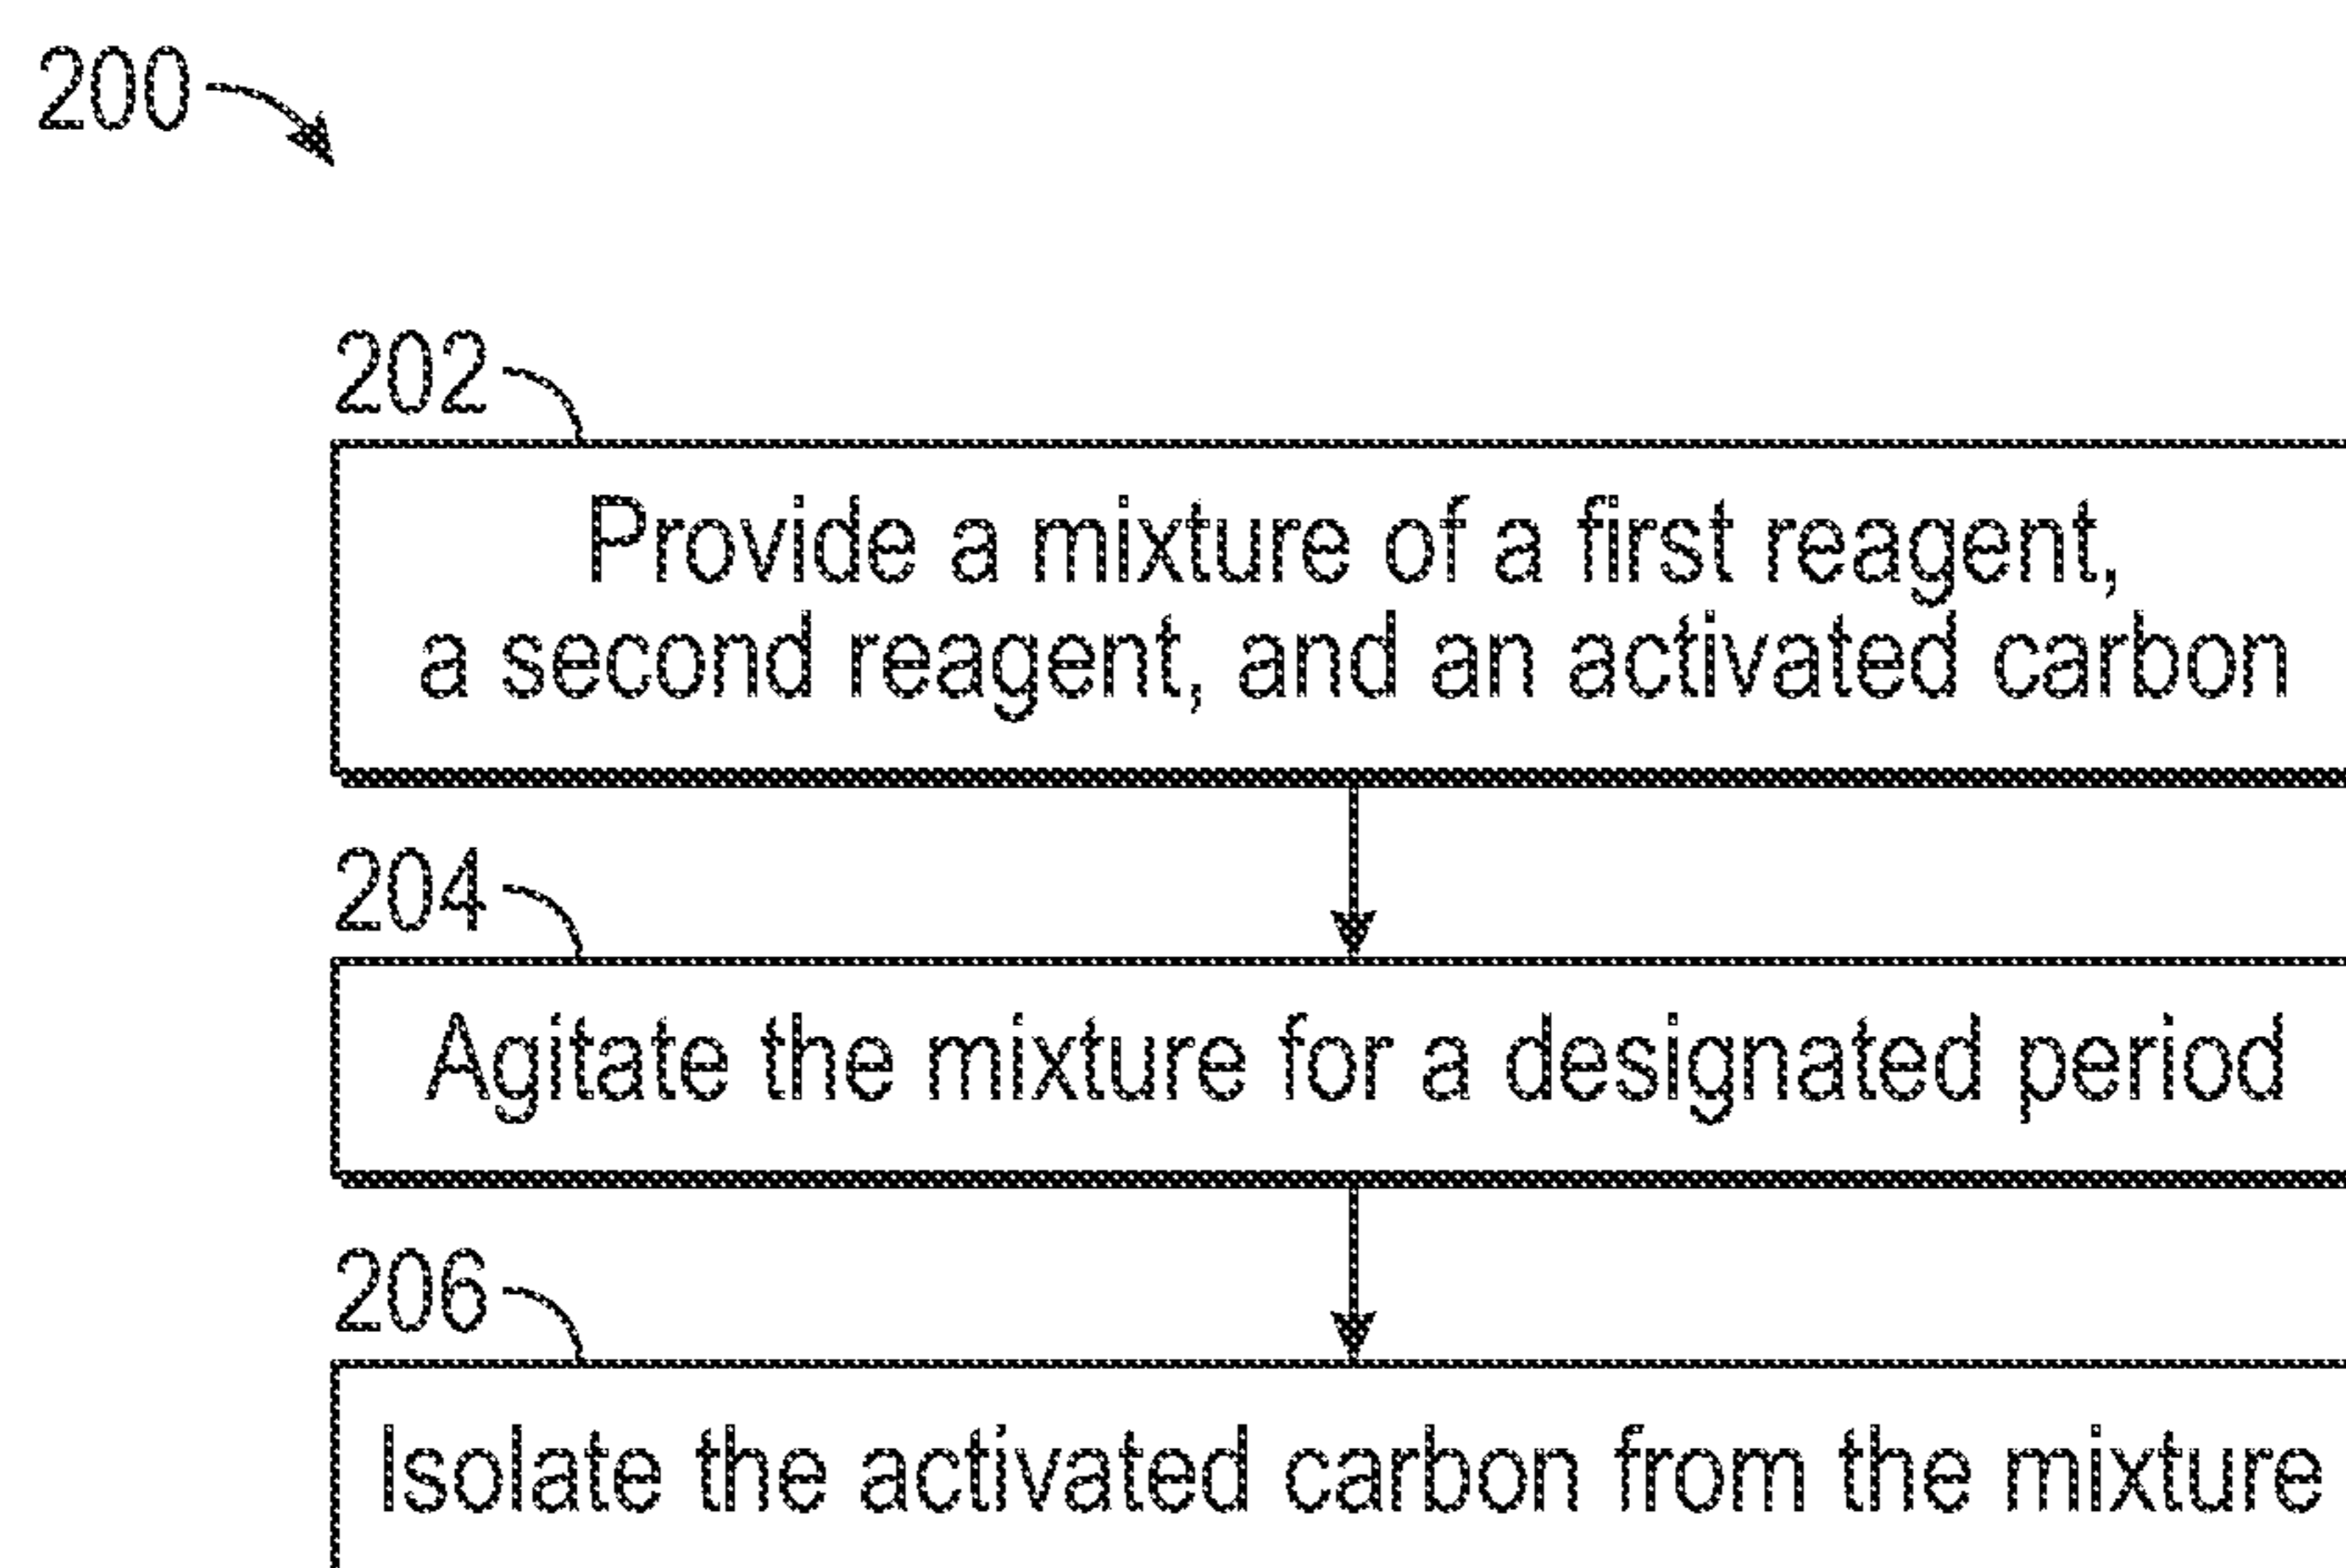 200
202
Provide a mixture of a first reagent,
a second reagent, and an activated carbon
204
Agitate the mixture for a designated period
206
Isolate the activated carbon from the mixture